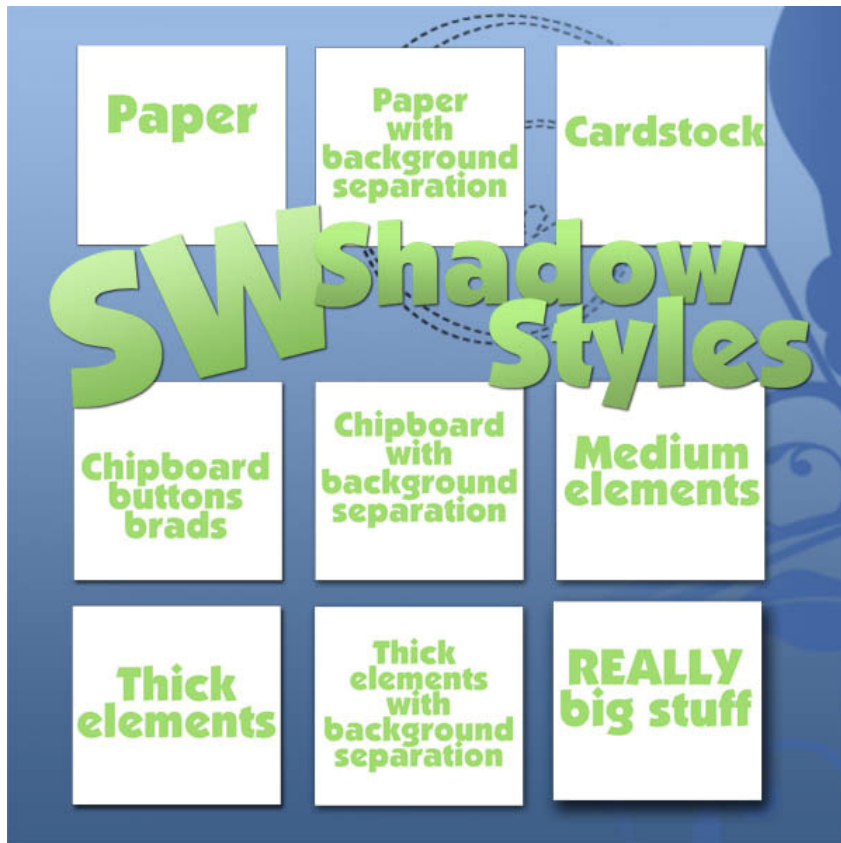 Paper
Paper
with
background
separation
Cardstock
SW Shadow
Styles
Chipboard
buttons
brads
Chipboard
with
background
separation
Medium
elements
Thick
elements
Thick
elements
with
background
separation
REALLY
big stuff